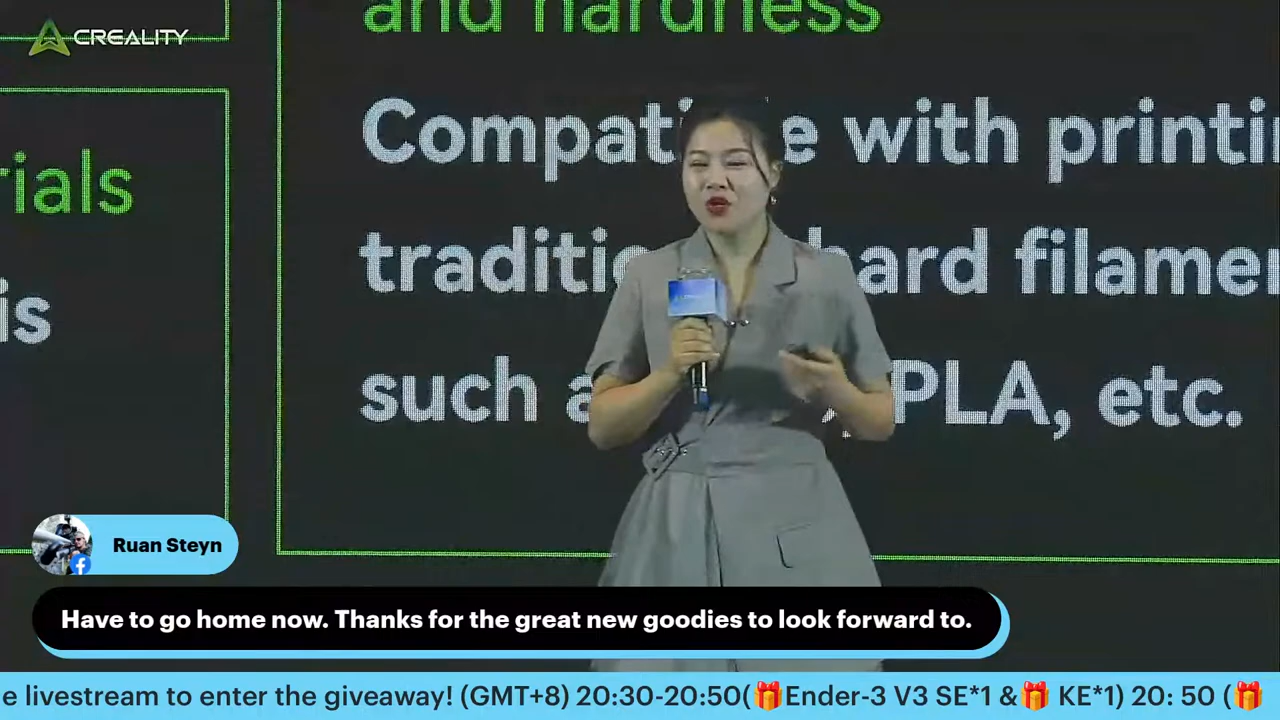 CREALITY
and hardness
rials
is
Compati e with printi
traditio hard filamen
such a PLA, etc.
Ruan Steyn
Have to go home now. Thanks for the great new goodies to look forward to.
e livestream to enter the giveaway! (GMT+8) 20:30-20:50(🎁Ender-3 V3 SE*1 &🎁 KE*1) 20: 50 (🎁